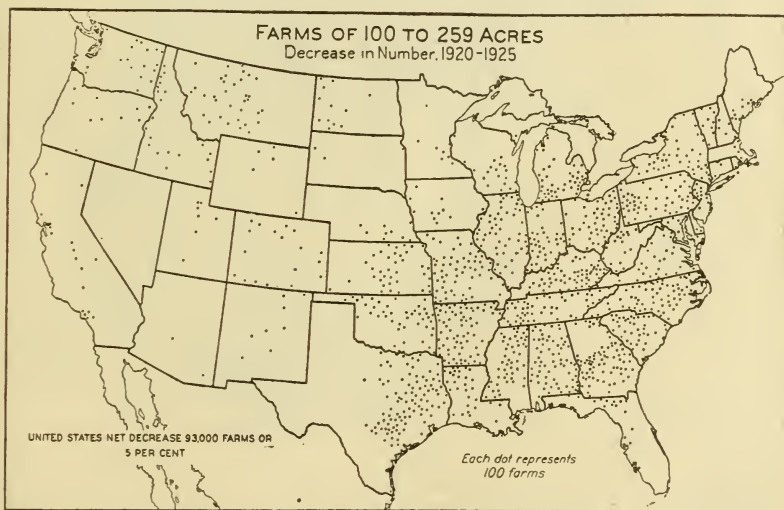 FARMS OF 100 TO 259 ACRES
Decrease in Number, 1920-1925
UNITED STATES NET DECREASE 93,000 FARMS OR
5 PER CENT
Each dot represents
100 farms